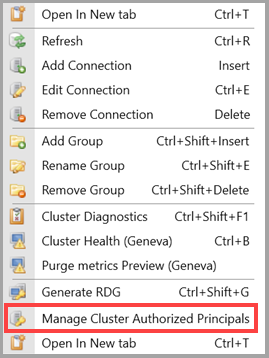 Open In New tab Ctrl+T
Refresh Ctrl+R
Add Connection Insert
Edit Connection Ctrl+E
Remove Connection Delete
Add Group Ctrl+Shift+Insert
Rename Group Ctrl+Shift+E
Remove Group Ctrl+Shift+Delete
Cluster Diagnostics Ctrl+Shift+F1
Cluster Health (Geneva) Ctrl+B
Purge metrics Preview (Geneva)
Generate RDG Ctrl+Shift+G
Manage Cluster Authorized Principals
Open In New tab Ctrl+T